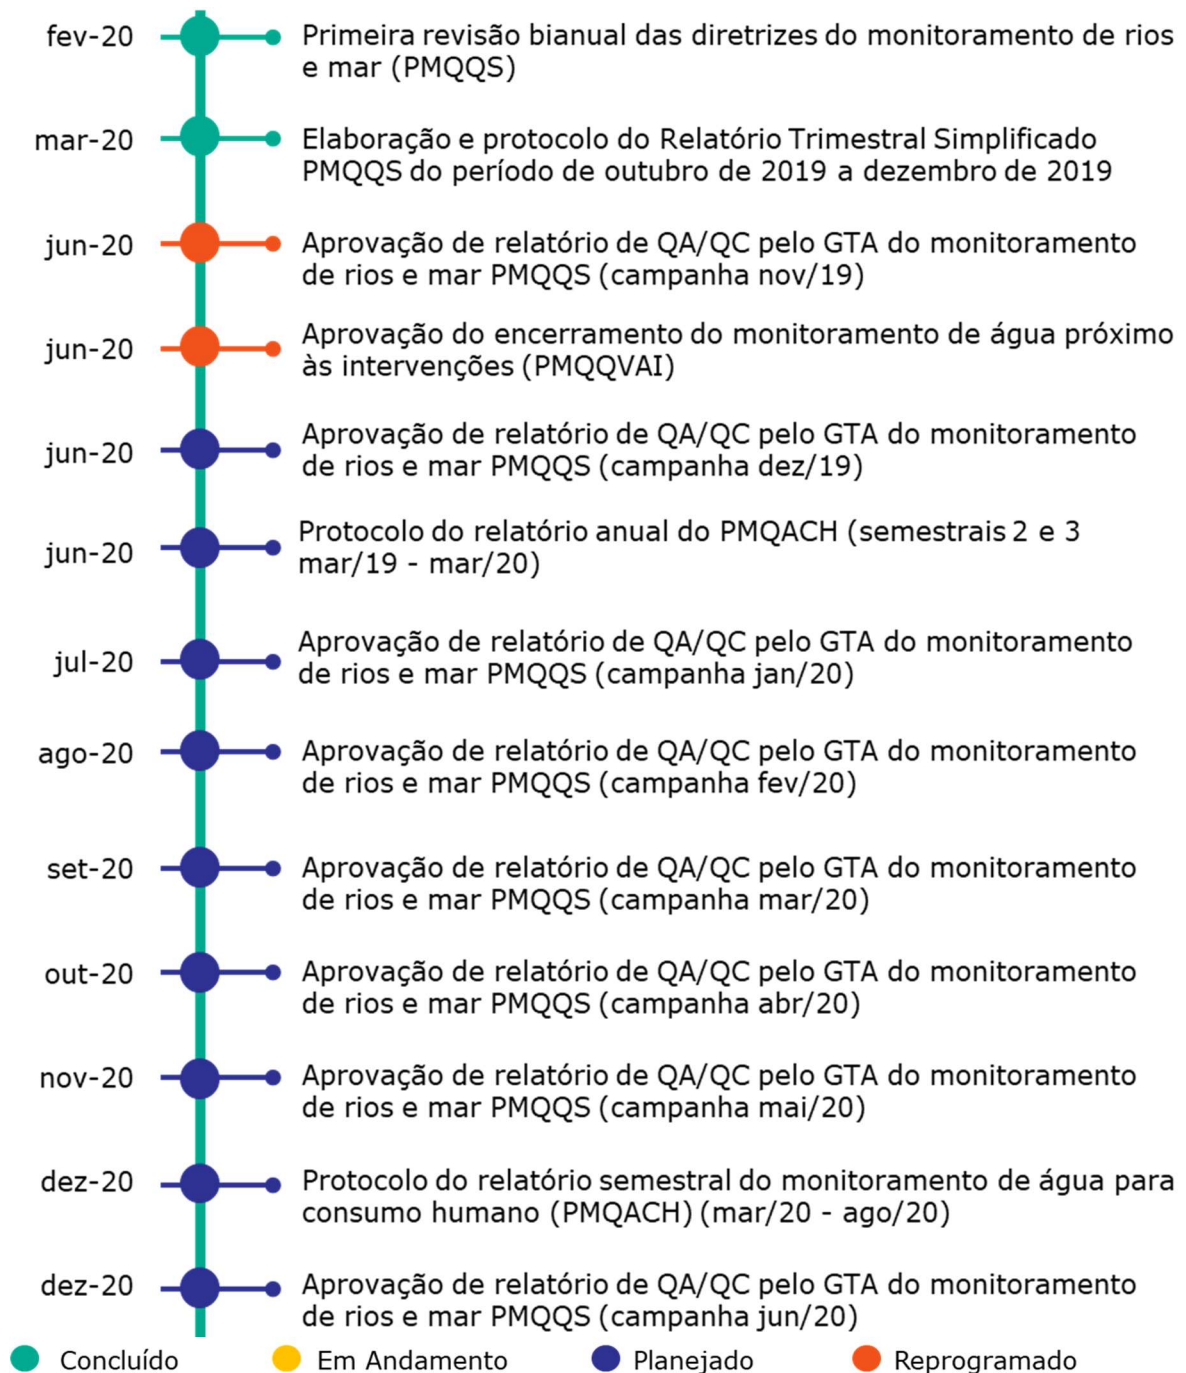 fev-20
Primeira revisão bianual das diretrizes do monitoramento de rios
e mar (PMQQS)
mar-20
Elaboração e protocolo do Relatório Trimestral Simplificado
PMQQS do período de outubro de 2019 a dezembro de 2019
jun-20
Aprovação de relatório de QA/QC pelo GTA do monitoramento
de rios e mar PMQQS (campanha nov/19)
jun-20
Aprovação do encerramento do monitoramento de água próximo
às intervenções (PMQQVAI)
jun-20
Aprovação de relatório de QA/QC pelo GTA do monitoramento
de rios e mar PMQQS (campanha dez/19)
jun-20
Protocolo do relatório anual do PMQACH (semestrais 2 e 3
mar/19 - mar/20)
jul-20
Aprovação de relatório de QA/QC pelo GTA do monitoramento
de rios e mar PMQQS (campanha jan/20)
ago-20
Aprovação de relatório de QA/QC pelo GTA do monitoramento
de rios e mar PMQQS (campanha fev/20)
set-20
Aprovação de relatório de QA/QC pelo GTA do monitoramento
de rios e mar PMQQS (campanha mar/20)
out-20
Aprovação de relatório de QA/QC pelo GTA do monitoramento
de rios e mar PMQQS (campanha abr/20)
nov-20
Aprovação de relatório de QA/QC pelo GTA do monitoramento
de rios e mar PMQQS (campanha mai/20)
dez-20
Protocolo do relatório semestral do monitoramento de água para
consumo humano (PMQACH) (mar/20 - ago/20)
dez-20
Aprovação de relatório de QA/QC pelo GTA do monitoramento
de rios e mar PMQQS (campanha jun/20)
Concluído Em Andamento Planejado Reprogramado